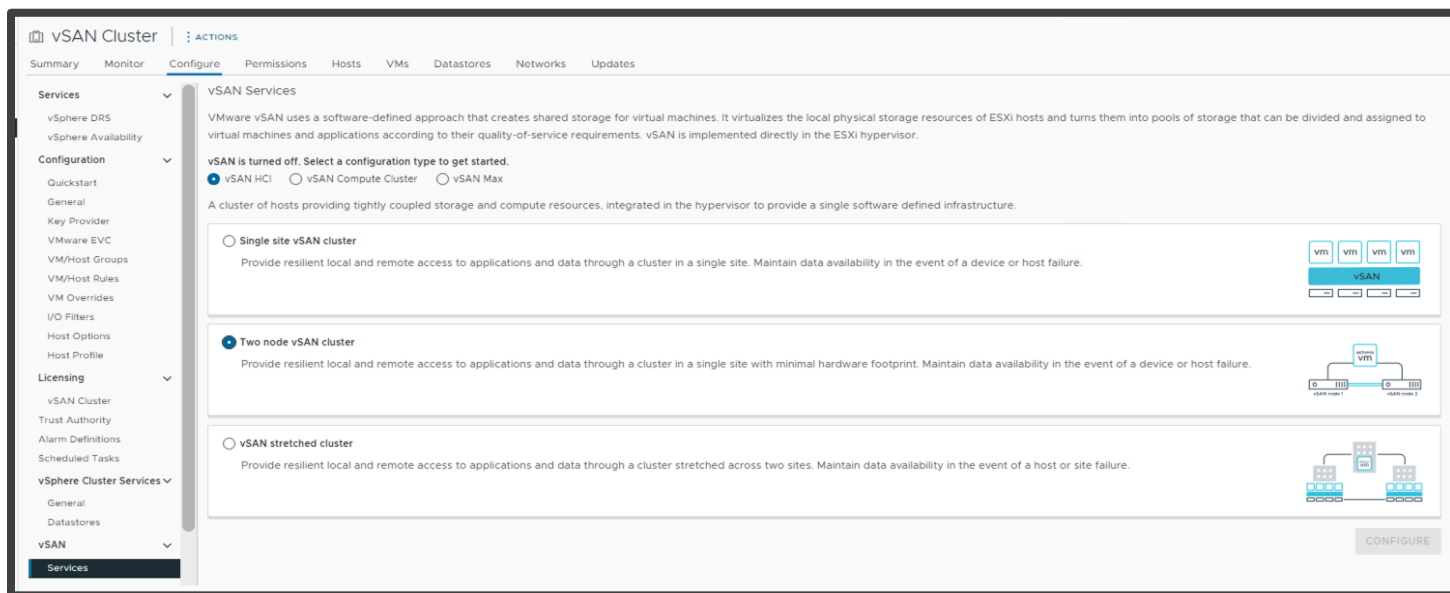 vSAN Cluster
ACTIONS
Summary Monitor Configure Permissions Hosts VMs Datastores Networks Updates
Services
vSphere DRS
vSphere Availability
Configuration
Quickstart
General
Key Provider
VMware EVC
VM/Host Groups
VM/Host Rules
VM Overrides
I/O Filters
Host Options
Host Profile
Licensing
vSAN Cluster
Trust Authority
Alarm Definitions
Scheduled Tasks
vSphere Cluster Services
General
Datastores
vSAN
Services
vSAN Services
VMware vSAN uses a software-defined approach that creates shared storage for virtual machines. It virtualizes the local physical storage resources of ESXi hosts and turns them into pools of storage that can be divided and assigned to
virtual machines and applications according to their quality-of-service requirements. vSAN is implemented directly in the ESXi hypervisor.
vSAN is turned off. Select a configuration type to get started.
vSAN HCI vSAN Compute Cluster vSAN Max
A cluster of hosts providing tightly coupled storage and compute resources, integrated in the hypervisor to provide a single software defined infrastructure.
Single site vSAN cluster
Provide resilient local and remote access to applications and data through a cluster in a single site. Maintain data availability in the event of a device or host failure.
vm vm vm vm
vSAN
Two node vSAN cluster
Provide resilient local and remote access to applications and data through a cluster in a single site with minimal hardware footprint. Maintain data availability in the event of a device or host failure.
witness
vm
vSAN node 1 vSAN node 2
vSAN stretched cluster
Provide resilient local and remote access to applications and data through a cluster stretched across two sites. Maintain data availability in the event of a host or site failure.
vm
CONFIGURE